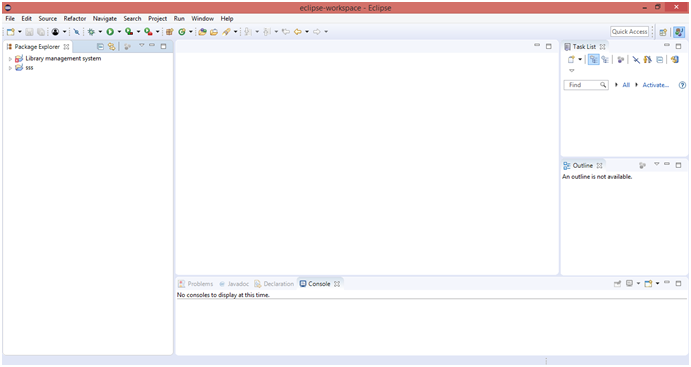 eclipse-workspace - Eclipse
File Edit Source Refactor Navigate Search Project Run Window Help
Quick Access
Package Explorer
Library management system
sss
Task List
Find All Activate...
Outline
An outline is not available.
Problems Javadoc Declaration Console
No consoles to display at this time.